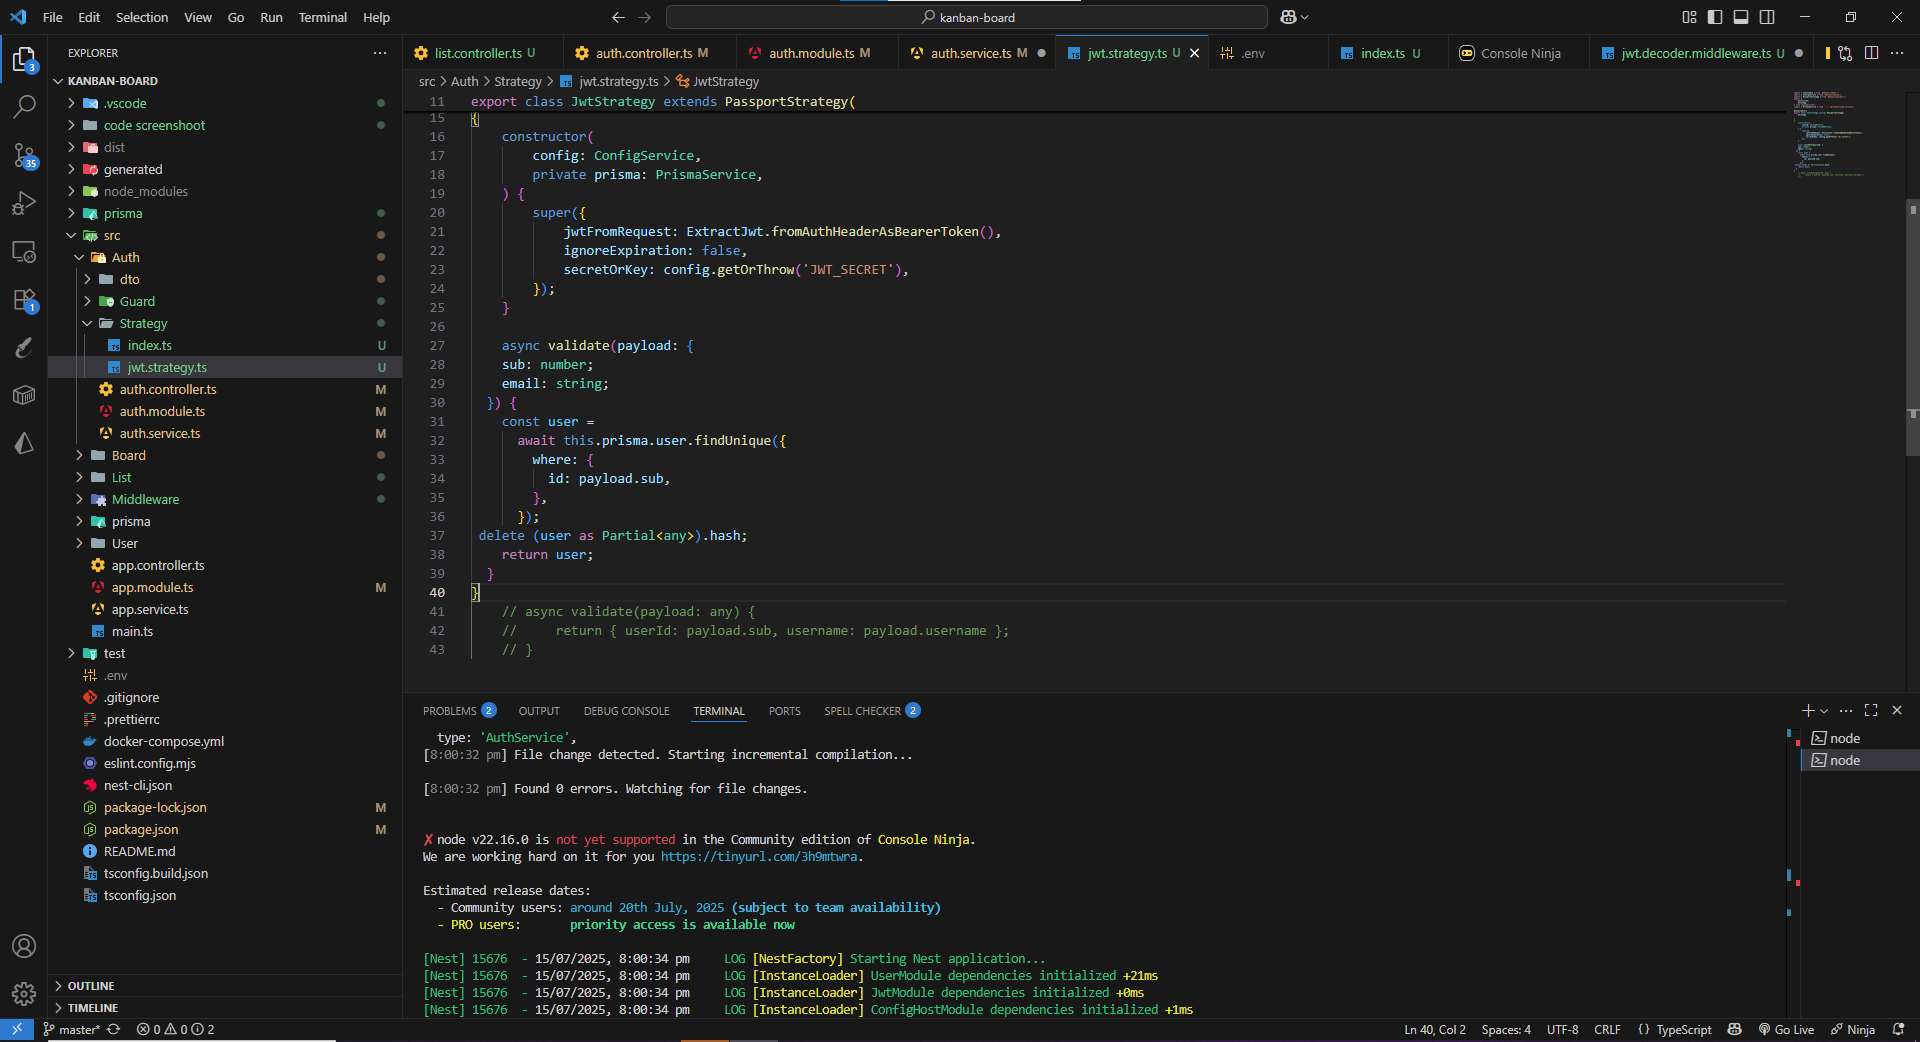 File Edit Selection View Go Run Terminal Help
kanban-board
EXPLORER
KANBAN-BOARD
.vscode
code screenshoot
dist
generated
node_modules
prisma
src
Auth
dto
Guard
Strategy
index.ts U
jwt.strategy.ts U
auth.controller.ts M
auth.module.ts M
auth.service.ts M
Board
List
Middleware
prisma
User
app.controller.ts
app.module.ts M
app.service.ts
main.ts
test
.env
.gitignore
.prettierrc
docker-compose.yml
eslint.config.mjs
nest-cli.json
package-lock.json M
package.json M
README.md
tsconfig.build.json
tsconfig.json
OUTLINE
TIMELINE
3
35
1
list.controller.ts U auth.controller.ts M auth.module.ts M auth.service.ts M jwt.strategy.ts U .env index.ts U Console Ninja jwt.decoder.middleware.ts U
src > Auth > Strategy > jwt.strategy.ts > JwtStrategy
11 export class JwtStrategy extends PassportStrategy(
15 {
16 constructor(
17 config: ConfigService,
18 private prisma: PrismaService,
19 ) {
20 super({
21 jwtFromRequest: ExtractJwt.fromAuthHeaderAsBearerToken(),
22 ignoreExpiration: false,
23 secretOrKey: config.getOrThrow('JWT_SECRET'),
24 });
25 }
26
27 async validate(payload: {
28 sub: number;
29 email: string;
30 }) {
31 const user =
32 await this.prisma.user.findUnique({
33 where: {
34 id: payload.sub,
35 },
36 });
37 delete (user as Partial<any>).hash;
38 return user;
39 }
40 }
41 // async validate(payload: any) {
42 // return { userId: payload.sub, username: payload.username };
43 // }
PROBLEMS 2 OUTPUT DEBUG CONSOLE TERMINAL PORTS SPELL CHECKER 2
type: 'AuthService',
[8:00:32 pm] File change detected. Starting incremental compilation...
[8:00:32 pm] Found 0 errors. Watching for file changes.
✗ node v22.16.0 is not yet supported in the Community edition of Console Ninja.
We are working hard on it for you https://tinyurl.com/3h9mtwra.
Estimated release dates:
- Community users: around 20th July, 2025 (subject to team availability)
- PRO users: priority access is available now
[Nest] 15676 - 15/07/2025, 8:00:34 pm LOG [NestFactory] Starting Nest application...
[Nest] 15676 - 15/07/2025, 8:00:34 pm LOG [InstanceLoader] UserModule dependencies initialized +21ms
[Nest] 15676 - 15/07/2025, 8:00:34 pm LOG [InstanceLoader] JwtModule dependencies initialized +0ms
[Nest] 15676 - 15/07/2025, 8:00:34 pm LOG [InstanceLoader] ConfigHostModule dependencies initialized +1ms
node
node
master* 0 0 2
Ln 40, Col 2 Spaces: 4 UTF-8 CRLF {} TypeScript Go Live Ninja